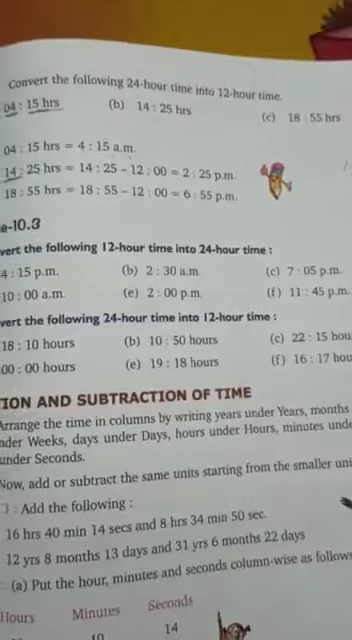 Convert the following 24-hour time into 12-hour time.
04 : 15 hrs (b) 14 : 25 hrs (c) 18 : 55 hrs
04 : 15 hrs = 4 : 15 a.m.
14 : 25 hrs = 14 : 25 – 12 : 00 = 2 : 25 p.m.
18 : 55 hrs = 18 : 55 – 12 : 00 = 6 : 55 p.m.
e-10.3
vert the following 12-hour time into 24-hour time :
4 : 15 p.m. (b) 2 : 30 a.m. (c) 7 : 05 p.m.
10 : 00 a.m. (e) 2 : 00 p.m. (f) 11 : 45 p.m.
vert the following 24-hour time into 12-hour time :
18 : 10 hours (b) 10 : 50 hours (c) 22 : 15 hou
00 : 00 hours (e) 19 : 18 hours (f) 16 : 17 hou
ION AND SUBTRACTION OF TIME
Arrange the time in columns by writing years under Years, months
nder Weeks, days under Days, hours under Hours, minutes unde
under Seconds.
Now, add or subtract the same units starting from the smaller uni
Add the following :
16 hrs 40 min 14 secs and 8 hrs 34 min 50 sec.
12 yrs 8 months 13 days and 31 yrs 6 months 22 days
(a) Put the hour, minutes and seconds column-wise as follows
Hours Minutes Seconds
14